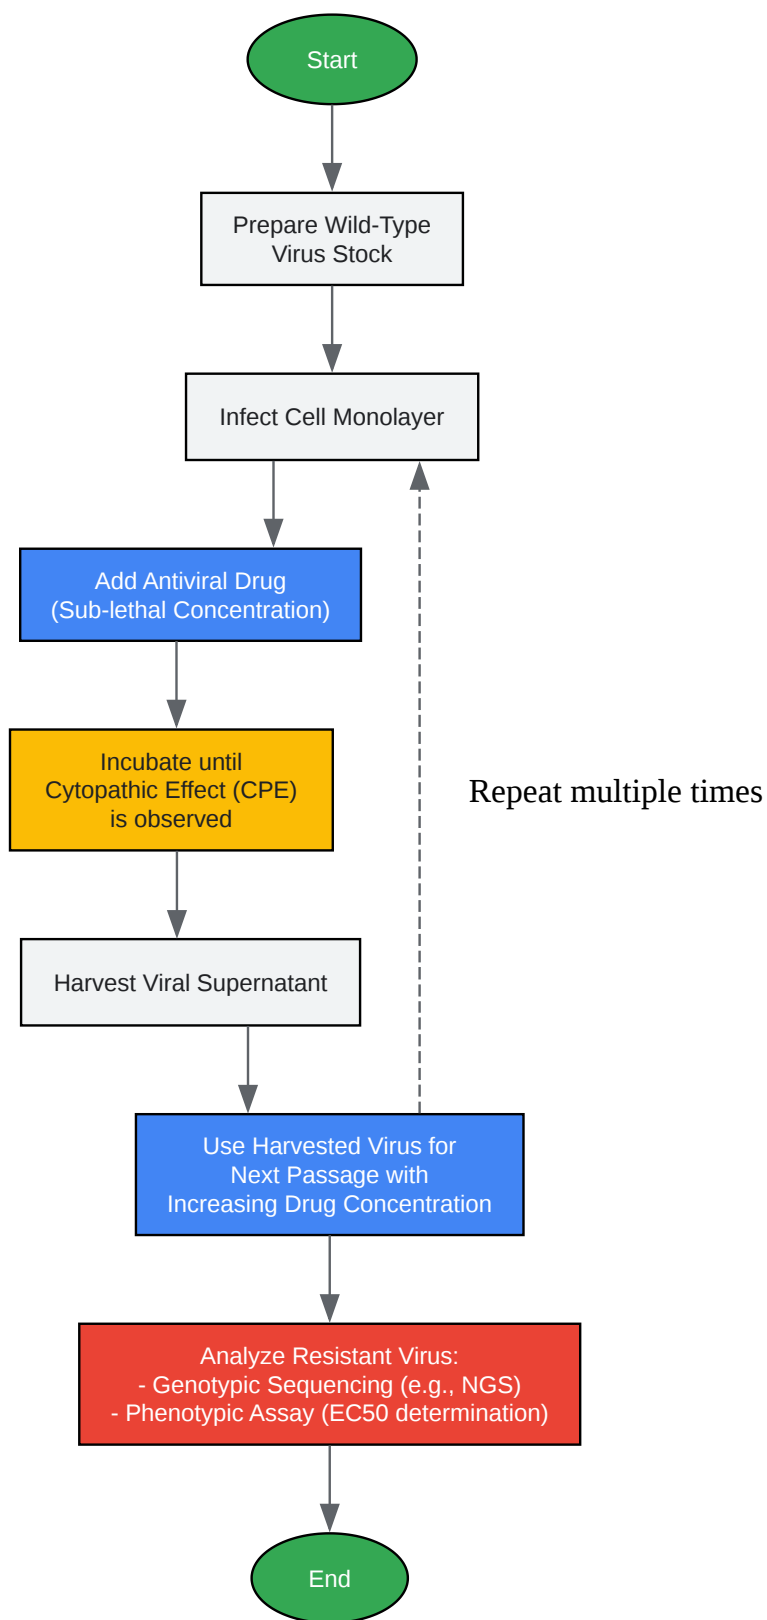 Start
Prepare Wild-Type
Virus Stock
Infect Cell Monolayer
Add Antiviral Drug
(Sub-lethal Concentration)
Incubate until
Cytopathic Effect (CPE)
is observed
Repeat multiple times
Harvest Viral Supernatant
Use Harvested Virus for
Next Passage with
Increasing Drug Concentration
Analyze Resistant Virus:
- Genotypic Sequencing (e.g., NGS)
- Phenotypic Assay (EC50 determination)
End